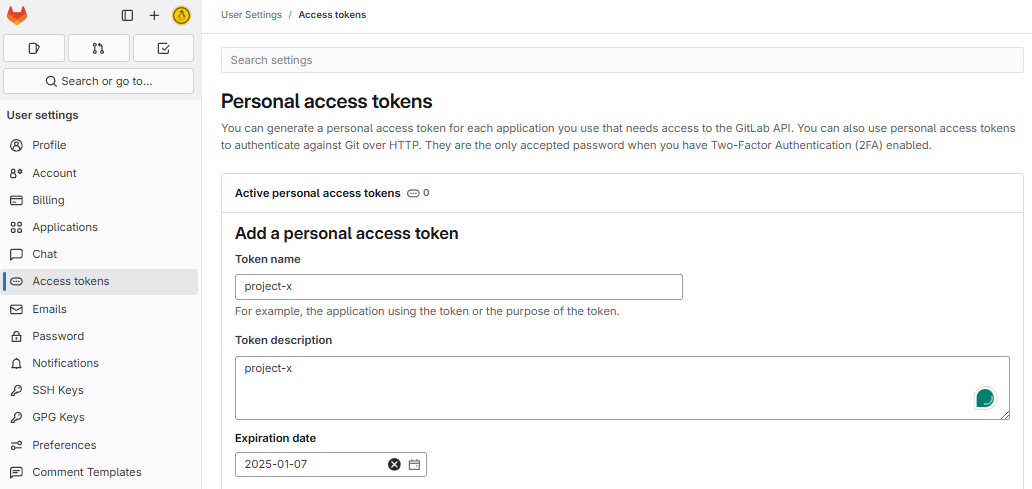 User Settings / Access tokens
Search or go to...
Search settings
User settings
Profile
Account
Billing
Applications
Chat
Access tokens
Emails
Password
Notifications
SSH Keys
GPG Keys
Preferences
Comment Templates
Personal access tokens
You can generate a personal access token for each application you use that needs access to the GitLab API. You can also use personal access tokens
to authenticate against Git over HTTP. They are the only accepted password when you have Two-Factor Authentication (2FA) enabled.
Active personal access tokens 0
Add a personal access token
Token name
project-x
For example, the application using the token or the purpose of the token.
Token description
project-x
Expiration date
2025-01-07